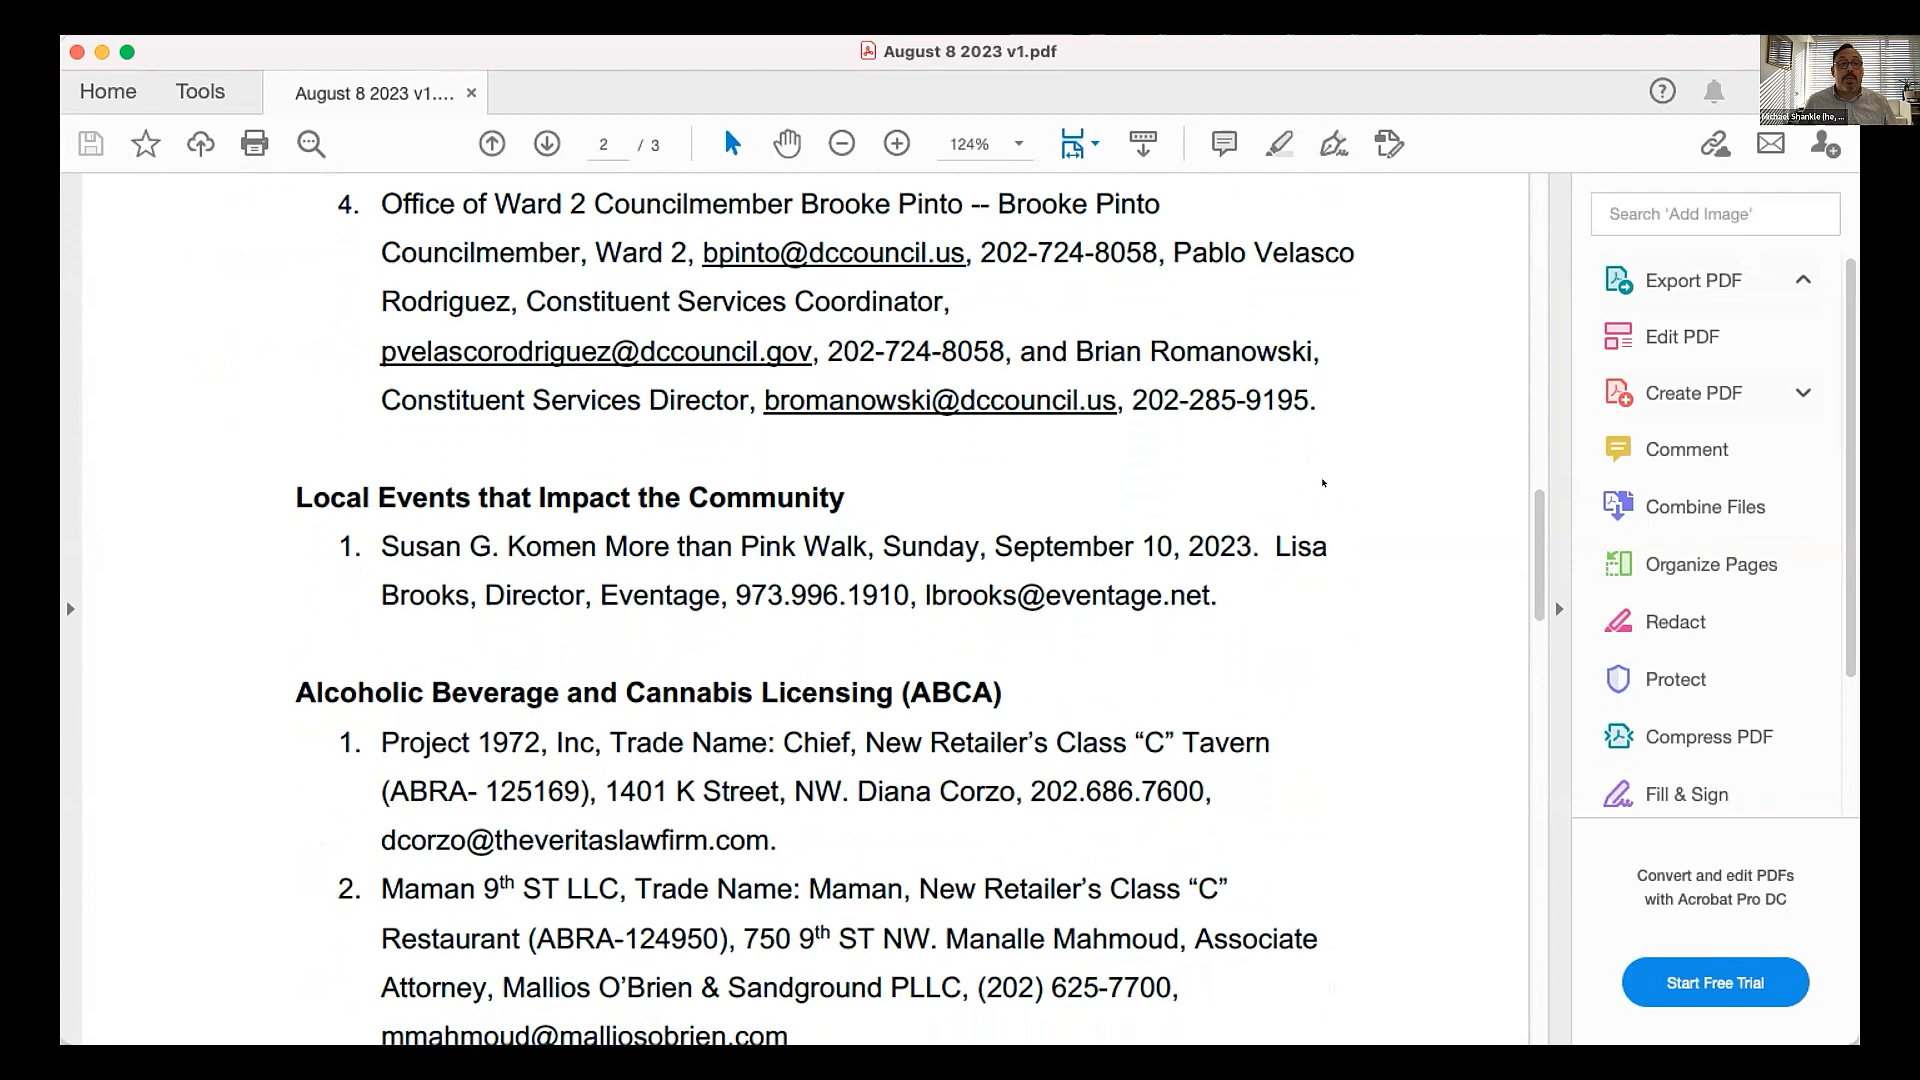 August 8 2023 v1.pdf
Home
Tools
August 8 2023 v1....
Michael Shankle (he, ...
2 / 3
124%
4. Office of Ward 2 Councilmember Brooke Pinto -- Brooke Pinto
Councilmember, Ward 2, bpinto@dccouncil.us, 202-724-8058, Pablo Velasco
Rodriguez, Constituent Services Coordinator,
pvelascorodriguez@dccouncil.gov, 202-724-8058, and Brian Romanowski,
Constituent Services Director, bromanowski@dccouncil.us, 202-285-9195.
Local Events that Impact the Community
1. Susan G. Komen More than Pink Walk, Sunday, September 10, 2023. Lisa
Brooks, Director, Eventage, 973.996.1910, lbrooks@eventage.net.
Alcoholic Beverage and Cannabis Licensing (ABCA)
1. Project 1972, Inc, Trade Name: Chief, New Retailer’s Class “C” Tavern
(ABRA- 125169), 1401 K Street, NW. Diana Corzo, 202.686.7600,
dcorzo@theveritaslawfirm.com.
2. Maman 9th ST LLC, Trade Name: Maman, New Retailer’s Class “C”
Restaurant (ABRA-124950), 750 9th ST NW. Manalle Mahmoud, Associate
Attorney, Mallios O’Brien & Sandground PLLC, (202) 625-7700,
mmahmoud@malliosobrien.com
Search 'Add Image'
Export PDF
Edit PDF
Create PDF
Comment
Combine Files
Organize Pages
Redact
Protect
Compress PDF
Fill & Sign
Convert and edit PDFs
with Acrobat Pro DC
Start Free Trial